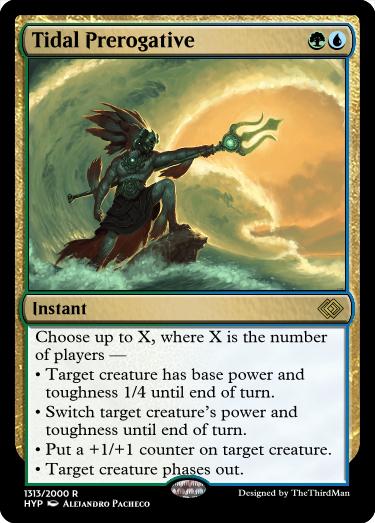 Tidal Prerogative
Instant
Choose up to X, where X is the number
of players —
• Target creature has base power and
toughness 1/4 until end of turn.
• Switch target creature's power and
toughness until end of turn.
• Put a +1/+1 counter on target creature.
• Target creature phases out.
1313/2000 R
HYP Alejandro Pacheco
Designed by TheThirdMan